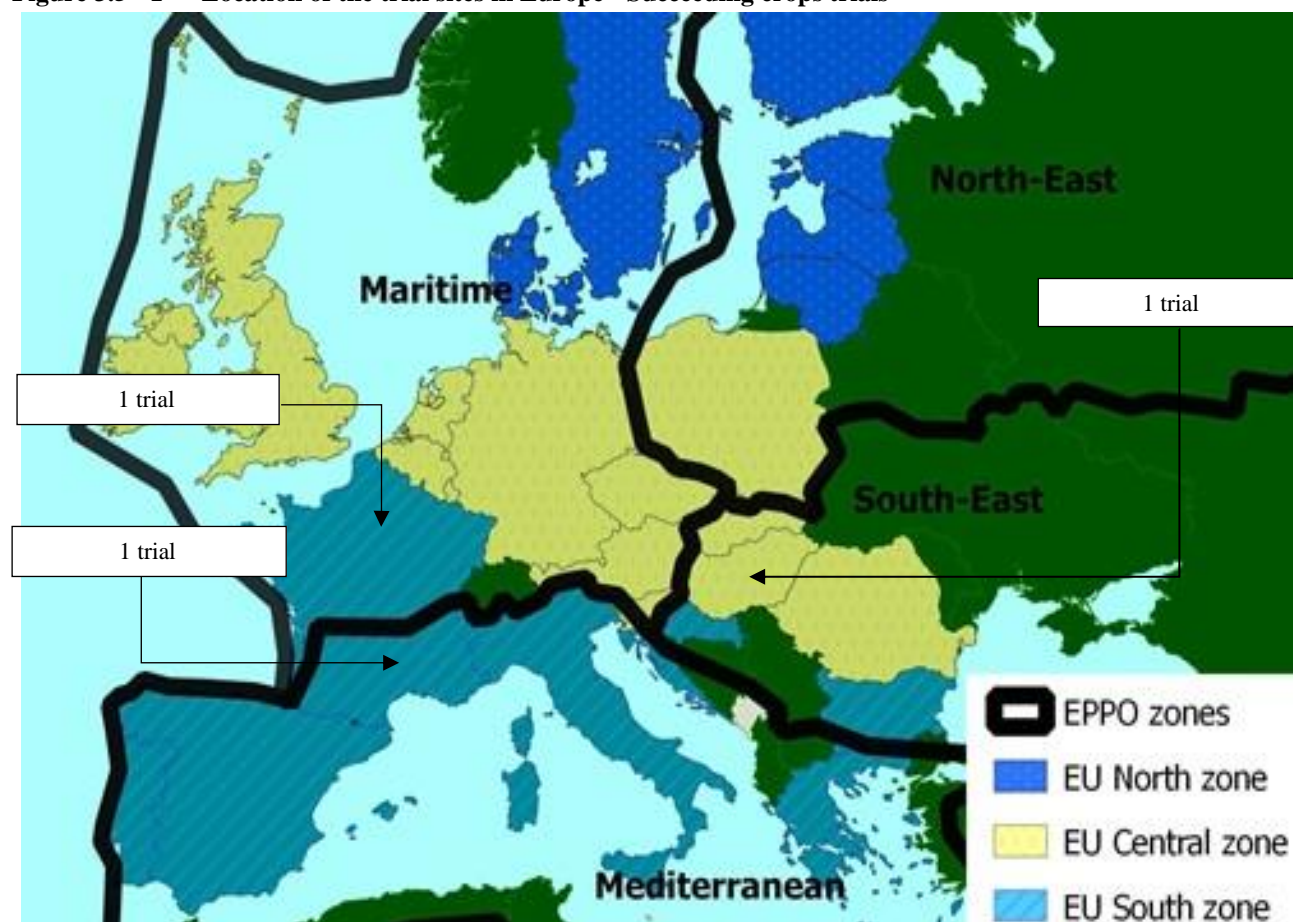 Figure 3.5 - 1 Location of the trial sites in Europe - Succeeding crops trials
North-East
Maritime
1 trial
1 trial
South-East
1 trial
EPPO zones
EU North zone
EU Central zone
Mediterranean
EU South zone